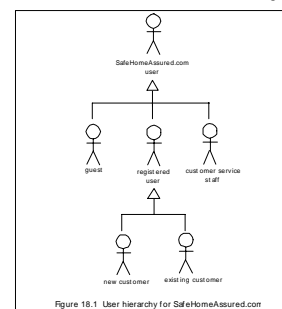 SafeHomeAssured.com
user
guest
registered
user
customer service
staff
new customer
existing customer
Figure 18.1 User hierarchy for SafeHomeAssured.com